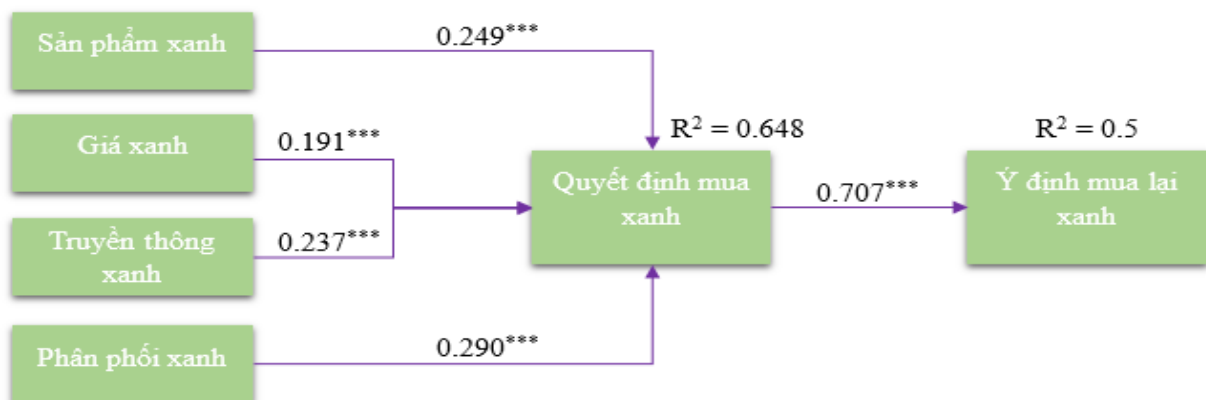 Sản phẩm xanh
0.249***
Giá xanh
0.191***
Truyền thông
xanh
0.237***
Phân phối xanh
0.290***
R² = 0.648
Quyết định mua
xanh
0.707***
R² = 0.5
Ý định mua lại
xanh